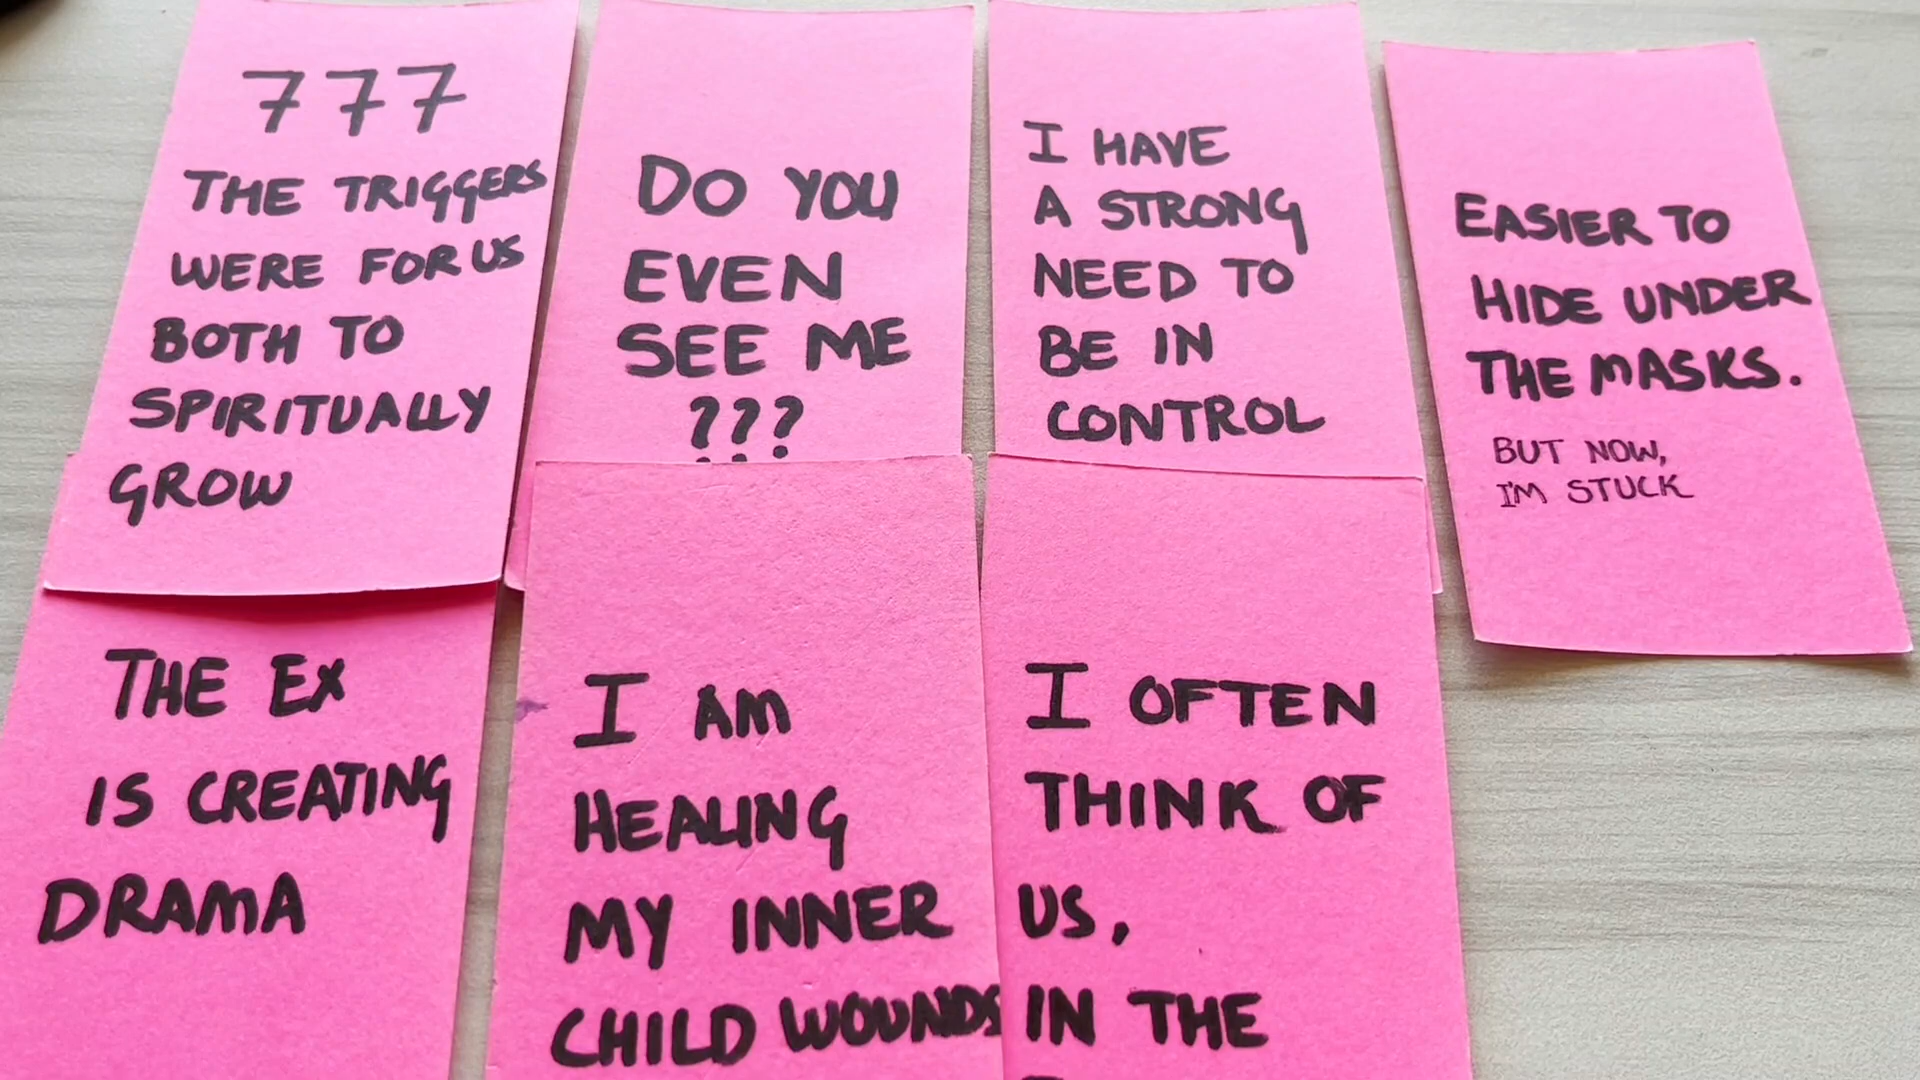 777
THE TRIGGERS
WERE FOR US
BOTH TO
SPIRITUALLY
GROW
DO YOU
EVEN
SEE ME
???
I HAVE
A STRONG
NEED TO
BE IN
CONTROL
EASIER TO
HIDE UNDER
THE MASKS.
BUT NOW,
I'M STUCK
THE EX
IS CREATING
DRAMA
I AM
HEALING
MY INNER
CHILD WOUNDS
I OFTEN
THINK OF
US,
IN THE